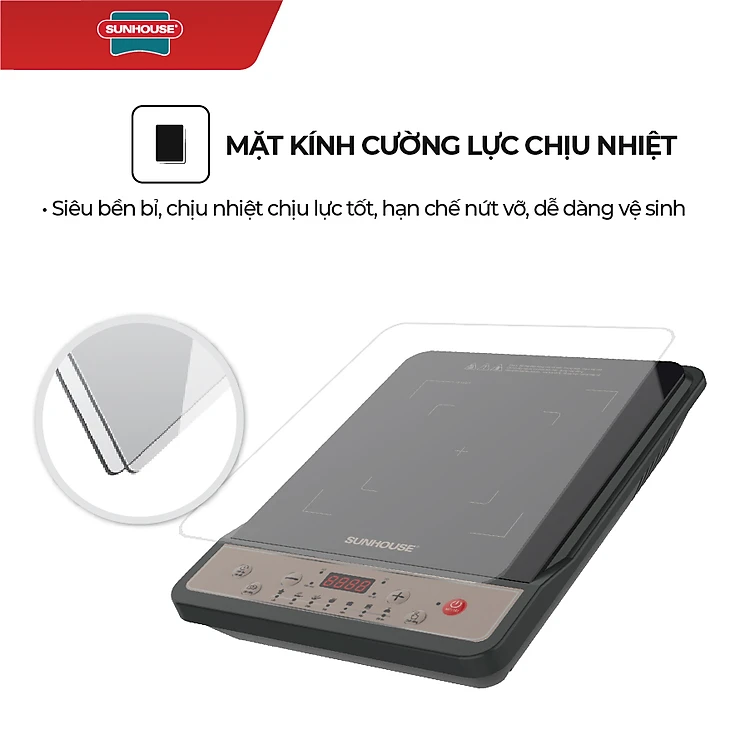 SUNHOUSE®
MẶT KÍNH CƯỜNG LỰC CHỊU NHIỆT
• Siêu bền bỉ, chịu nhiệt chịu lực tốt, hạn chế nứt vỡ, dễ dàng vệ sinh
SUNHOUSE®
8888